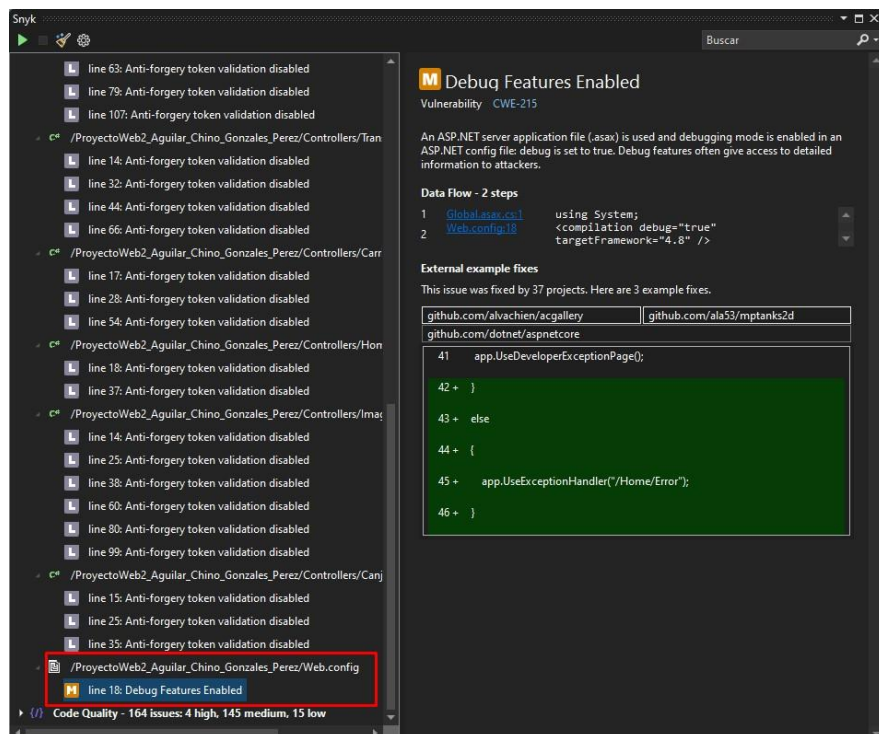 Snyk
Buscar
L line 63: Anti-forgery token validation disabled
L line 79: Anti-forgery token validation disabled
L line 107: Anti-forgery token validation disabled
C# /ProyectoWeb2_Aguilar_Chino_Gonzales_Perez/Controllers/Tran
L line 14: Anti-forgery token validation disabled
L line 32: Anti-forgery token validation disabled
L line 44: Anti-forgery token validation disabled
L line 66: Anti-forgery token validation disabled
C# /ProyectoWeb2_Aguilar_Chino_Gonzales_Perez/Controllers/Carr
L line 17: Anti-forgery token validation disabled
L line 28: Anti-forgery token validation disabled
L line 54: Anti-forgery token validation disabled
C# /ProyectoWeb2_Aguilar_Chino_Gonzales_Perez/Controllers/Hom
L line 18: Anti-forgery token validation disabled
L line 37: Anti-forgery token validation disabled
C# /ProyectoWeb2_Aguilar_Chino_Gonzales_Perez/Controllers/Imag
L line 14: Anti-forgery token validation disabled
L line 25: Anti-forgery token validation disabled
L line 38: Anti-forgery token validation disabled
L line 60: Anti-forgery token validation disabled
L line 80: Anti-forgery token validation disabled
L line 99: Anti-forgery token validation disabled
C# /ProyectoWeb2_Aguilar_Chino_Gonzales_Perez/Controllers/Canj
L line 15: Anti-forgery token validation disabled
L line 25: Anti-forgery token validation disabled
L line 35: Anti-forgery token validation disabled
/ProyectoWeb2_Aguilar_Chino_Gonzales_Perez/Web.config
M line 18: Debug Features Enabled
{/} Code Quality - 164 issues: 4 high, 145 medium, 15 low
M Debug Features Enabled
Vulnerability CWE-215
An ASP.NET server application file (.asax) is used and debugging mode is enabled in an
ASP.NET config file: debug is set to true. Debug features often give access to detailed
information to attackers.
Data Flow - 2 steps
1 Global.asax.cs:1 using System;
2 Web.config:18 <compilation debug="true"
targetFramework="4.8" />
External example fixes
This issue was fixed by 37 projects. Here are 3 example fixes.
github.com/alvachien/acgallery github.com/ala53/mptanks2d
github.com/dotnet/aspnetcore
41 app.UseDeveloperExceptionPage();
42 + }
43 + else
44 + {
45 + app.UseExceptionHandler("/Home/Error");
46 + }